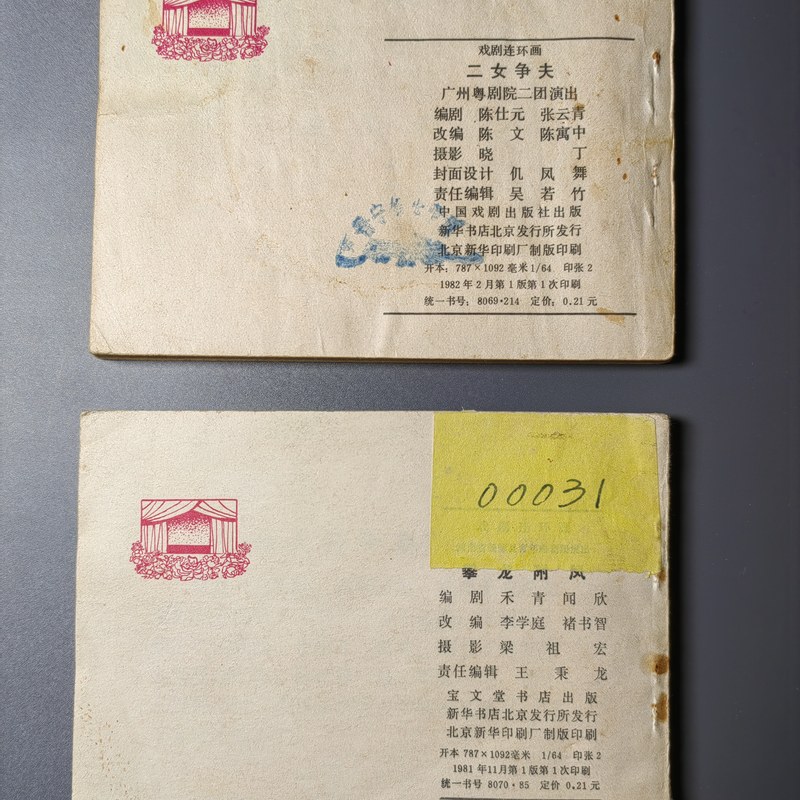 戏剧连环画
二女争夫
广州粤剧院二团演出
编剧 陈仕元 张云青
改编 陈文 陈寓中
摄影 晓丁
封面设计 仉凤舞
责任编辑 吴若竹
中国戏剧出版社出版
新华书店北京发行所发行
北京新华印刷厂制版印刷
开本：787×1092毫米1/64 印张2
1982年2月第1版第1次印刷
统一书号：8069·214 定价：0.21元
00031
攀龙附凤
编剧 禾青 闻欣
改编 李学庭 褚书智
摄影 梁祖宏
责任编辑 王秉龙
宝文堂书店出版
新华书店北京发行所发行
北京新华印刷厂制版印刷
开本 787×1092毫米 1/64 印张2
1981年11月第1版第1次印刷
统一书号 8070·85 定价 0.21元